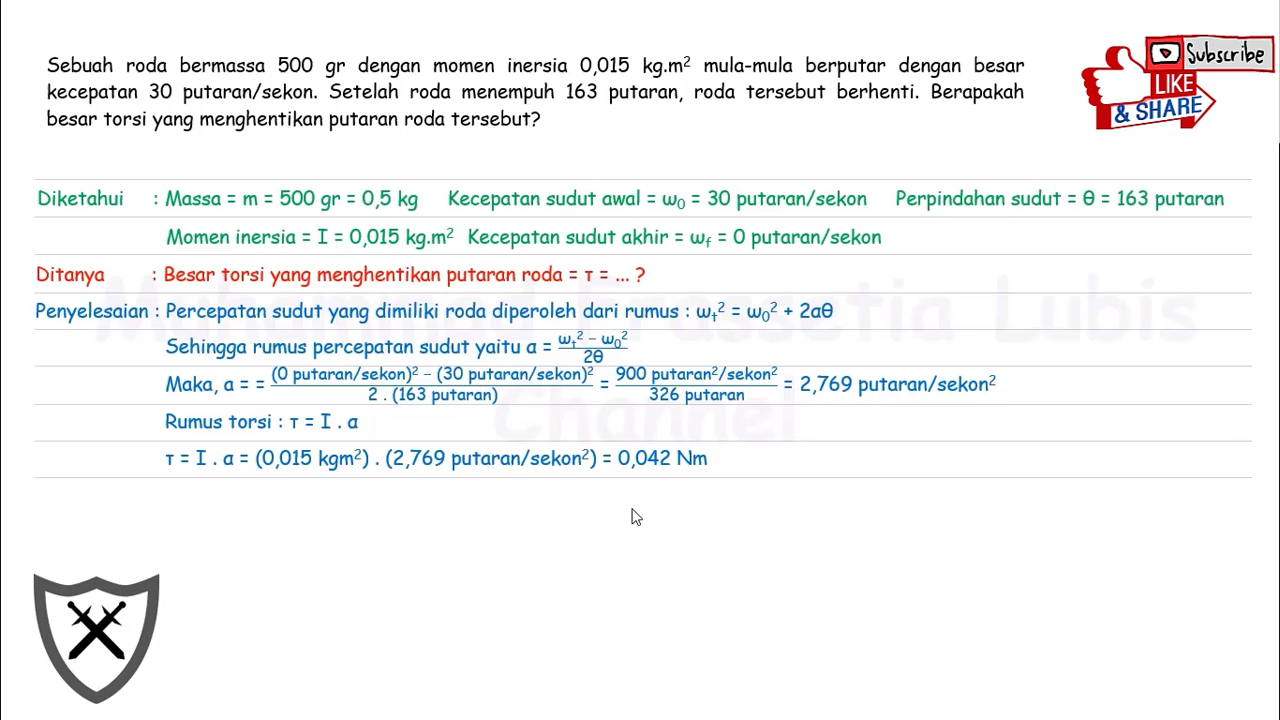 Sebuah roda bermassa 500 gr dengan momen inersia 0,015 kg.m² mula-mula berputar dengan besar
kecepatan 30 putaran/sekon. Setelah roda menempuh 163 putaran, roda tersebut berhenti. Berapakah
besar torsi yang menghentikan putaran roda tersebut?
Subscribe
LIKE
& SHARE
Diketahui : Massa = m = 500 gr = 0,5 kg Kecepatan sudut awal = ω₀ = 30 putaran/sekon Perpindahan sudut = θ = 163 putaran
Momen inersia = I = 0,015 kg.m² Kecepatan sudut akhir = ωf = 0 putaran/sekon
Ditanya : Besar torsi yang menghentikan putaran roda = τ = ... ?
Penyelesaian : Percepatan sudut yang dimiliki roda diperoleh dari rumus : ωt² = ω₀² + 2αθ
Sehingga rumus percepatan sudut yaitu α = (ωt² – ω₀²)/2θ
Maka, α = = ((0 putaran/sekon)² – (30 putaran/sekon)²)/(2 . (163 putaran)) = (900 putaran²/sekon²)/(326 putaran) = 2,769 putaran/sekon²
Rumus torsi : τ = I . α
τ = I . α = (0,015 kgm²) . (2,769 putaran/sekon²) = 0,042 Nm
Muhammad Prassetia Lubis
Channel